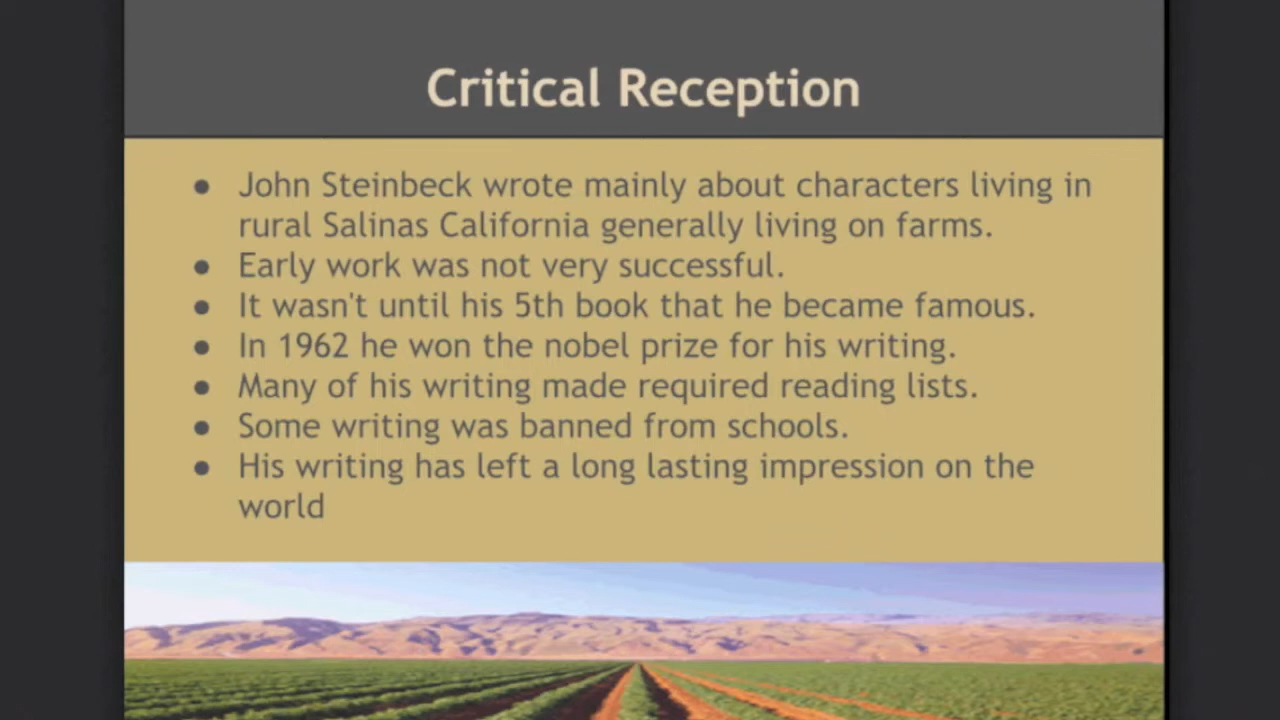 Critical Reception
● John Steinbeck wrote mainly about characters living in
rural Salinas California generally living on farms.
● Early work was not very successful.
● It wasn't until his 5th book that he became famous.
● In 1962 he won the nobel prize for his writing.
● Many of his writing made required reading lists.
● Some writing was banned from schools.
● His writing has left a long lasting impression on the
world